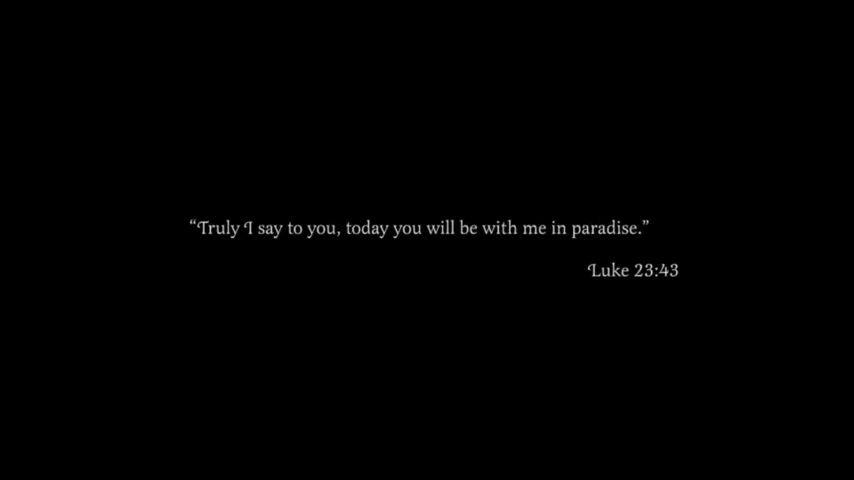 “Truly I say to you, today you will be with me in paradise.”
Luke 23:43